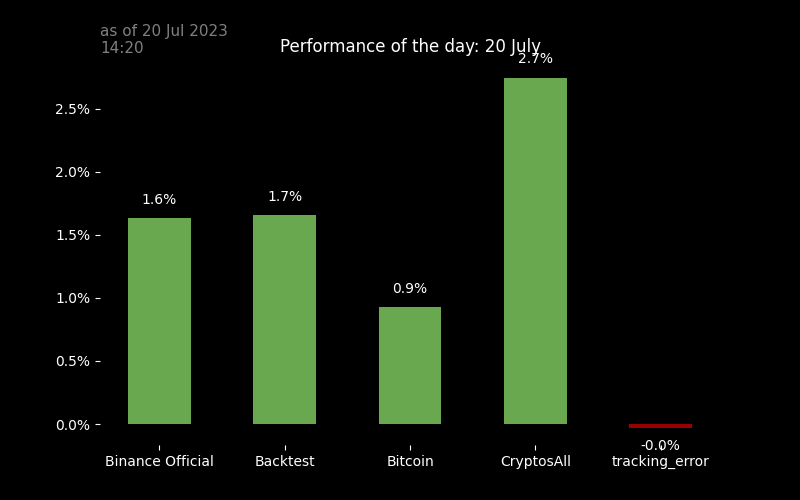 as of 20 Jul 2023
14:20
Performance of the day: 20 July
2.7%
2.5%
2.0%
1.6%
1.7%
1.5%
1.0%
0.9%
0.5%
0.0%
-0.0%
Binance Official
Backtest
Bitcoin
CryptosAll
tracking_error